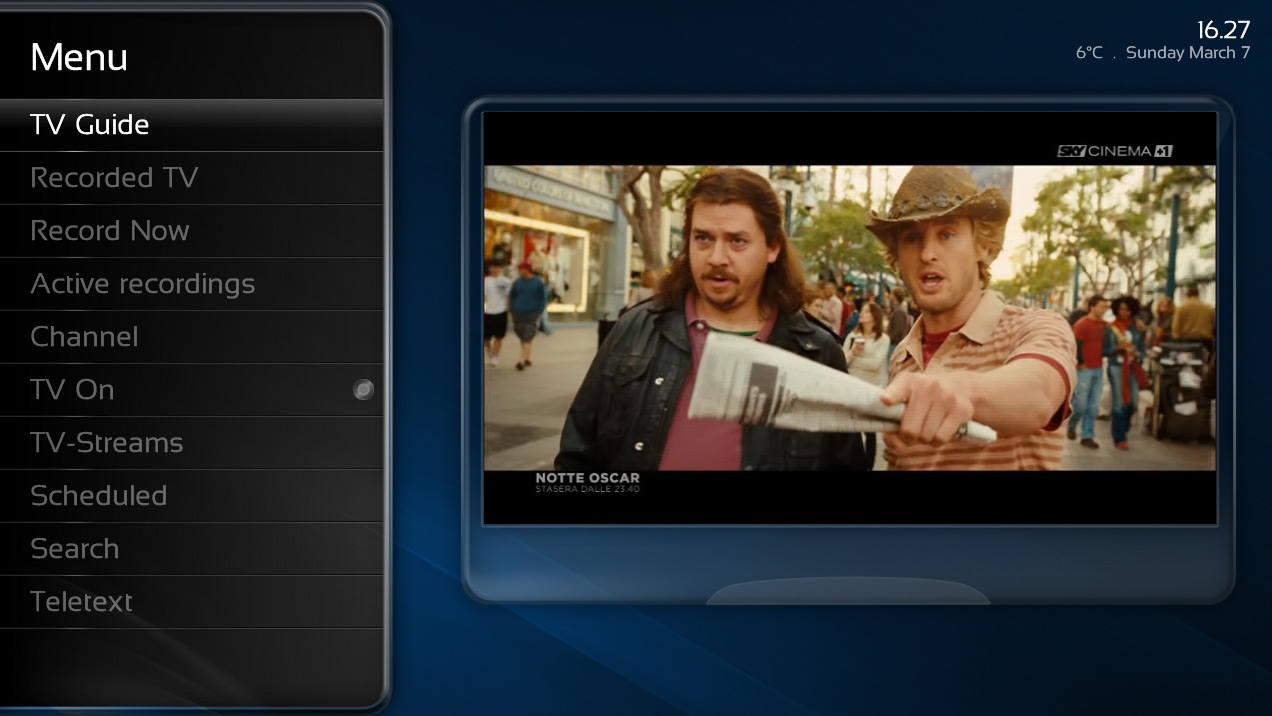 Menu
TV Guide
Recorded TV
Record Now
Active recordings
Channel
TV On
TV-Streams
Scheduled
Search
Teletext
16.27
6°C . Sunday March 7
SKY CINEMA +1
NOTTE OSCAR
STASERA DALLE 23.40